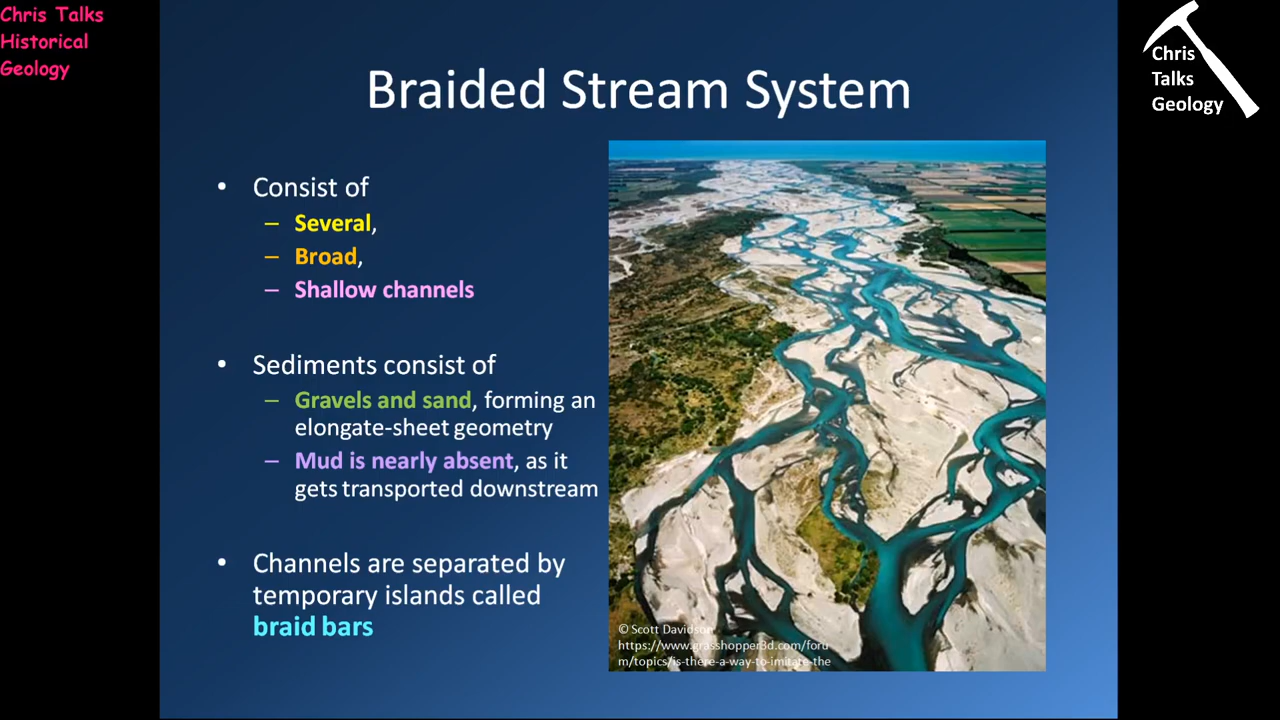 Chris Talks
Historical
Geology
Chris
Talks
Geology
Braided Stream System
• Consist of
– Several,
– Broad,
– Shallow channels
• Sediments consist of
– Gravels and sand, forming an
elongate-sheet geometry
– Mud is nearly absent, as it
gets transported downstream
• Channels are separated by
temporary islands called
braid bars
© Scott Davidson
https://www.grasshopper3d.com/foru
m/topics/is-there-a-way-to-imitate-the